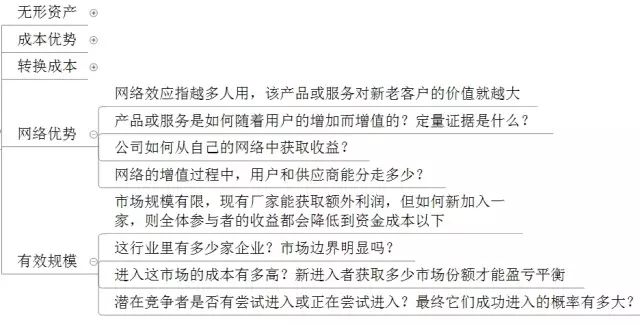 无形资产
成本优势
转换成本
网络优势
网络效应指越多人用，该产品或服务对新老客户的价值就越大
产品或服务是如何随着用户的增加而增值的？定量证据是什么？
公司如何从自己的网络中获取收益？
网络的增值过程中，用户和供应商能分走多少？
有效规模
市场规模有限，现有厂家能获取额外利润，但如何新加入一
家，则全体参与者的收益都会降低到资金成本以下
这行业里有多少家企业？市场边界明显吗？
进入这市场的成本有多高？新进入者获取多少市场份额才能盈亏平衡
潜在竞争者是否有尝试进入或正在尝试进入？最终它们成功进入的概率有多大？